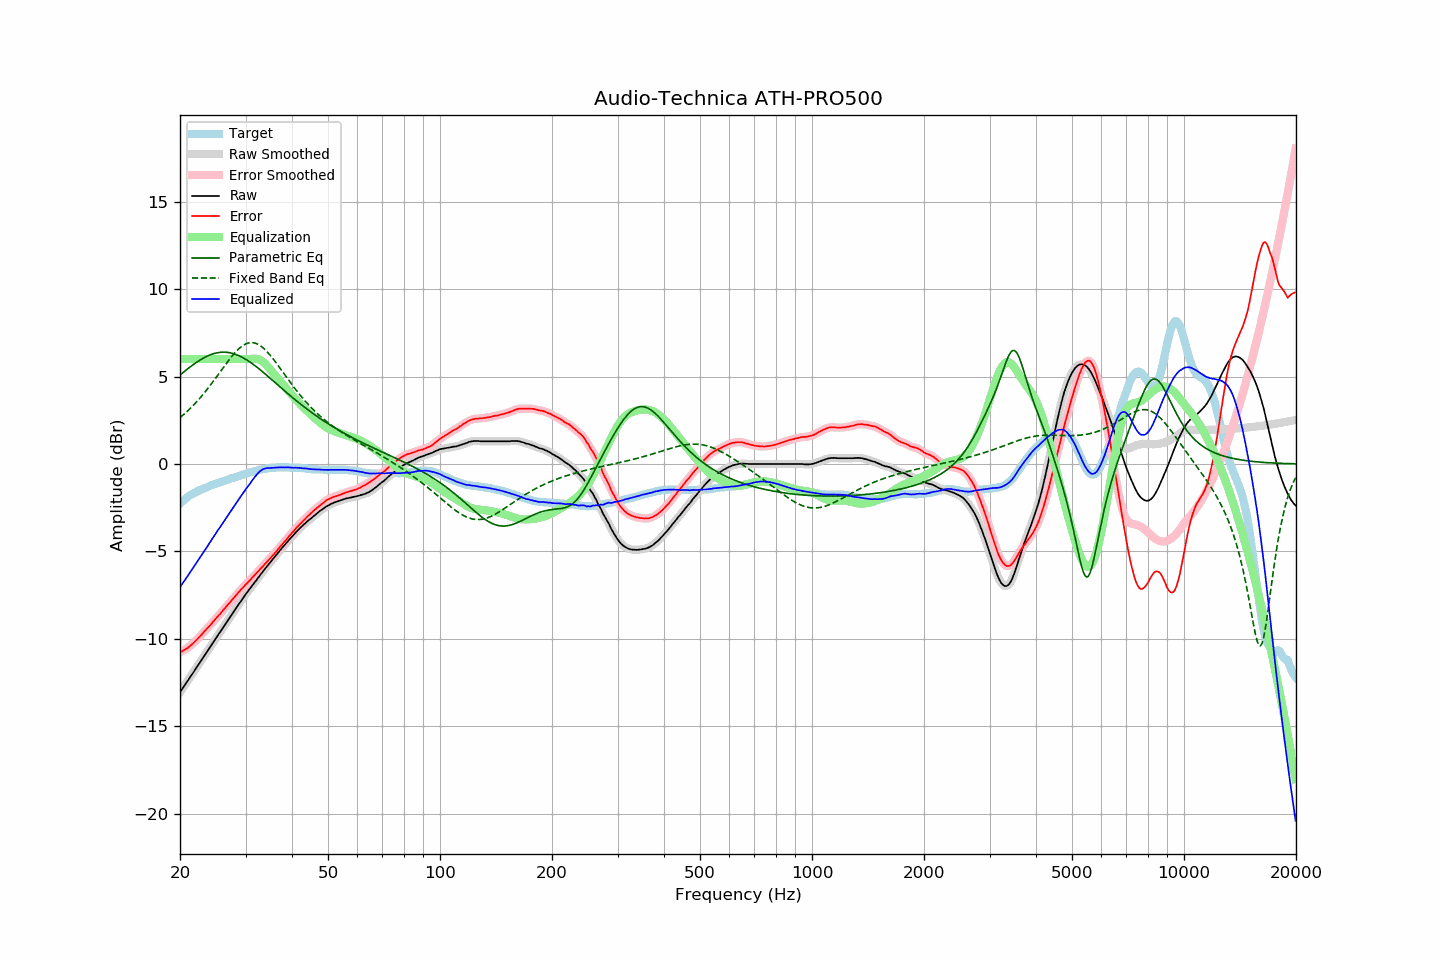 Audio-Technica ATH-PRO500
Target
Raw Smoothed
Error Smoothed
Raw
Error
Equalization
Parametric Eq
Fixed Band Eq
Equalized
Amplitude (dBr)
15
10
5
0
−5
−10
−15
−20
20
50
100
200
500
1000
2000
5000
10000
20000
Frequency (Hz)